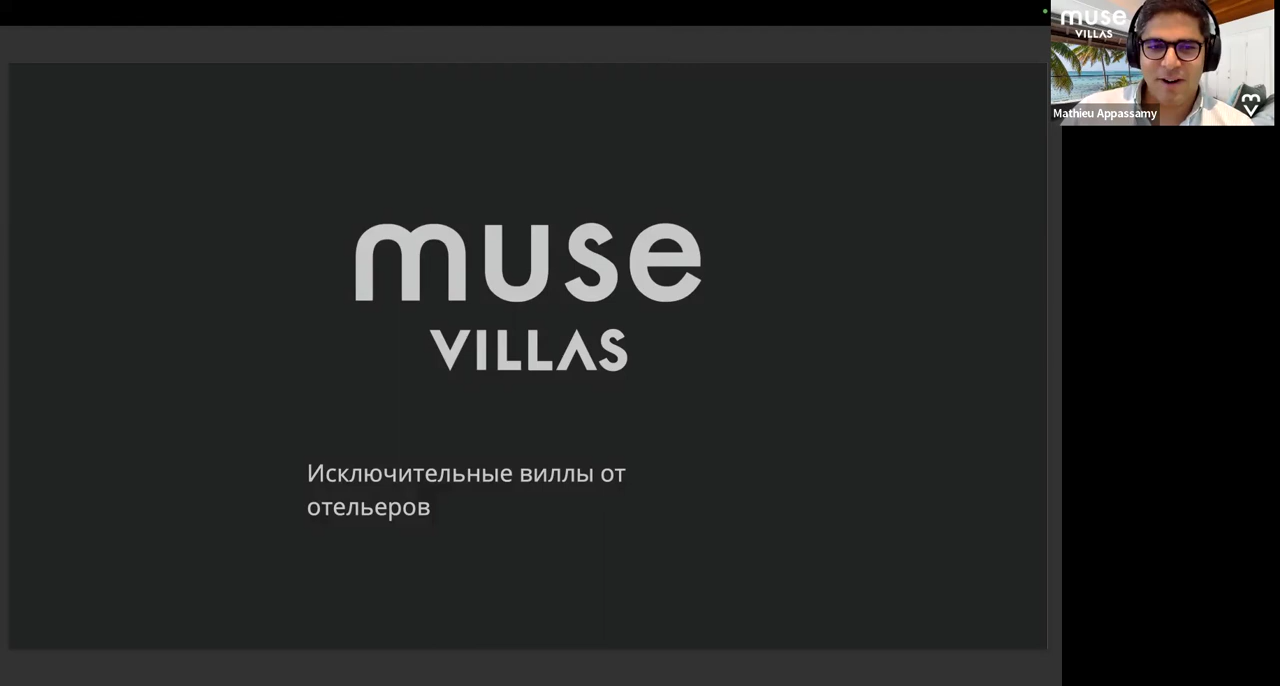 muse
VILLAS
Mathieu Appassamy
muse
VILLAS
Исключительные виллы от
отельеров